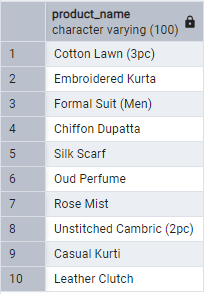 product_name
character varying (100)
1 Cotton Lawn (3pc)
2 Embroidered Kurta
3 Formal Suit (Men)
4 Chiffon Dupatta
5 Silk Scarf
6 Oud Perfume
7 Rose Mist
8 Unstitched Cambric (2pc)
9 Casual Kurti
10 Leather Clutch